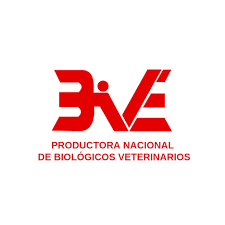 BiVE
PRODUCTORA NACIONAL
DE BIOLÓGICOS VETERINARIOS